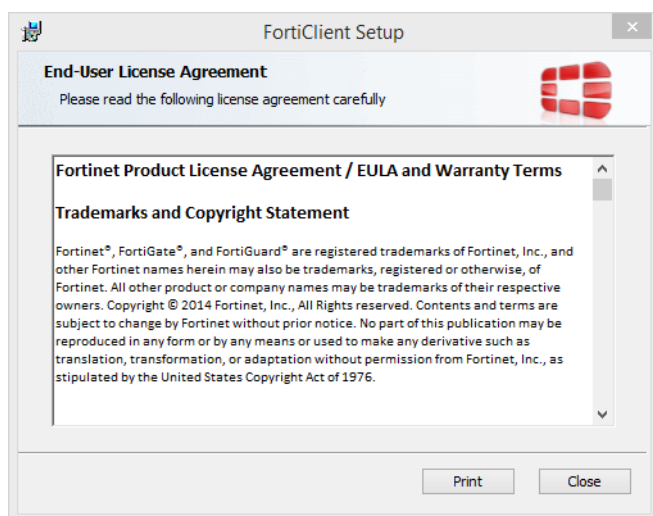 FortiClient Setup
End-User License Agreement
Please read the following license agreement carefully
Fortinet Product License Agreement / EULA and Warranty Terms
Trademarks and Copyright Statement
Fortinet®, FortiGate®, and FortiGuard® are registered trademarks of Fortinet, Inc., and
other Fortinet names herein may also be trademarks, registered or otherwise, of
Fortinet. All other product or company names may be trademarks of their respective
owners. Copyright © 2014 Fortinet, Inc., All Rights reserved. Contents and terms are
subject to change by Fortinet without prior notice. No part of this publication may be
reproduced in any form or by any means or used to make any derivative such as
translation, transformation, or adaptation without permission from Fortinet, Inc., as
stipulated by the United States Copyright Act of 1976.
Print Close